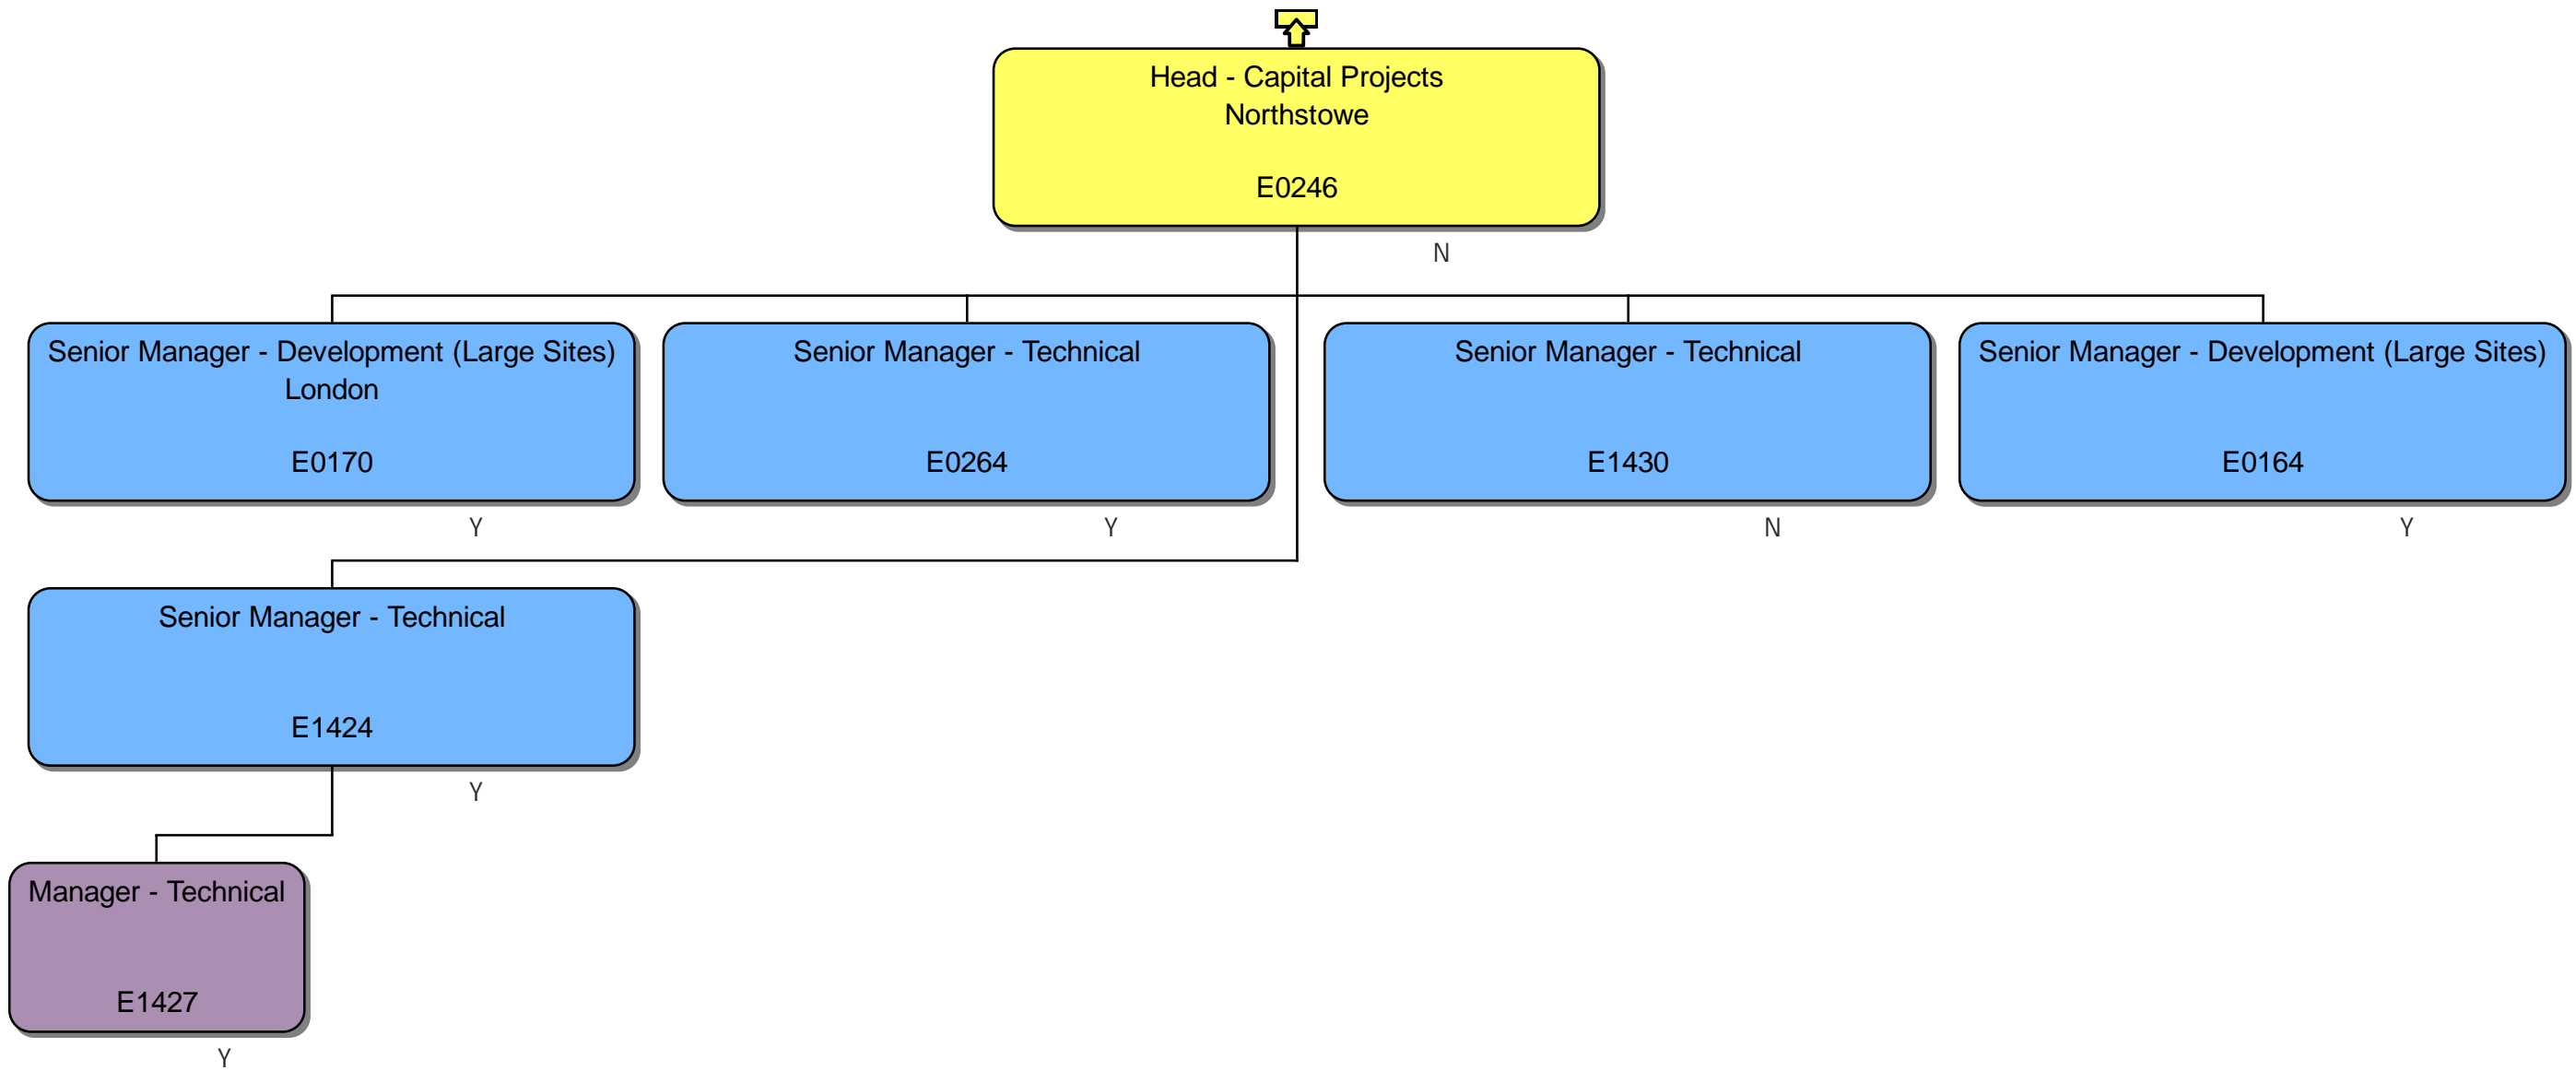 Head - Capital Projects
Northstowe
E0246
N
Senior Manager - Development (Large Sites)
London
E0170
Y
Senior Manager - Technical
E0264
Y
Senior Manager - Technical
E1430
N
Senior Manager - Development (Large Sites)
E0164
Y
Senior Manager - Technical
E1424
Y
Manager - Technical
E1427
Y